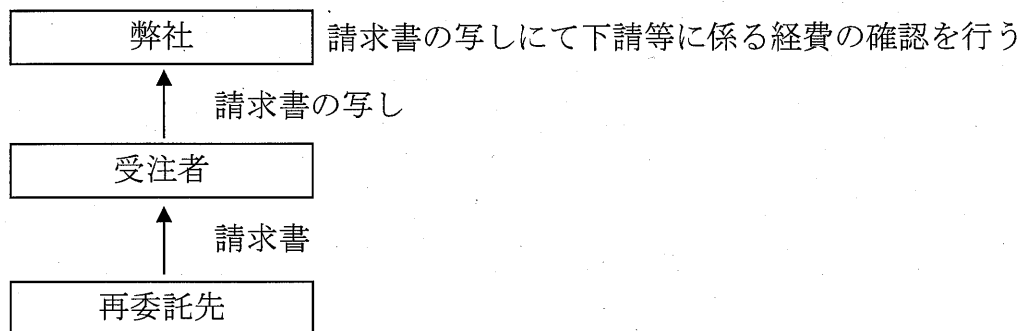 弊社
請求書の写しにて下請等に係る経費の確認を行う
請求書の写し
受注者
請求書
再委託先